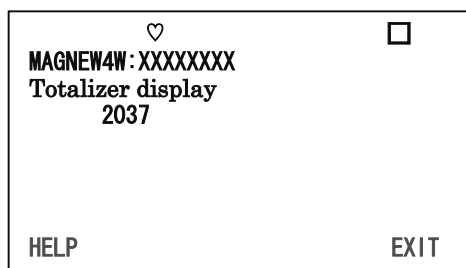 ♡ □
MAGNEW4W:XXXXXXXX
Totalizer display
2037
HELP EXIT